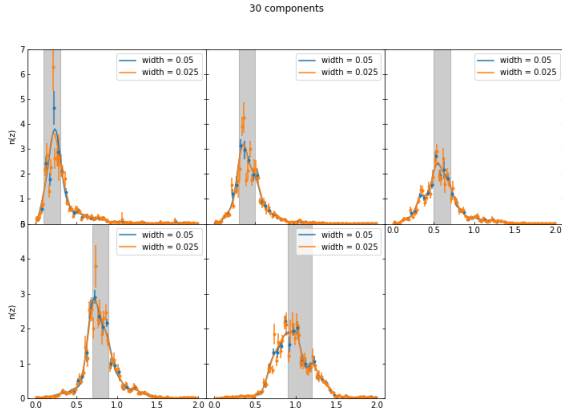 30 components
n(z)
7
6
5
4
3
2
1
0
width = 0.05
width = 0.025
width = 0.05
width = 0.025
width = 0.05
width = 0.025
0.0 0.5 1.0 1.5 2.0
n(z)
4
3
2
1
0
width = 0.05
width = 0.025
width = 0.05
width = 0.025
0.0 0.5 1.0 1.5 2.0
0.0 0.5 1.0 1.5 2.0